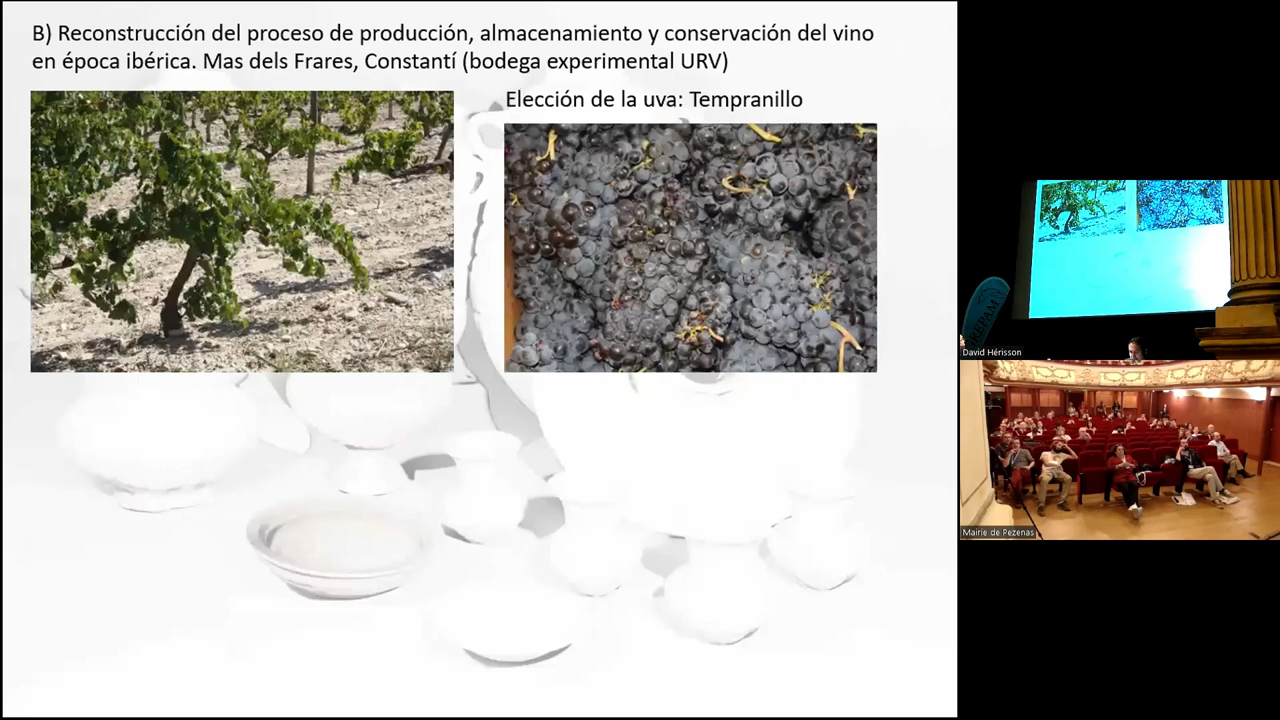 B) Reconstrucción del proceso de producción, almacenamiento y conservación del vino
en época ibérica. Mas dels Frares, Constantí (bodega experimental URV)
Elección de la uva: Tempranillo
David Hérisson
Mairie de Pezenas